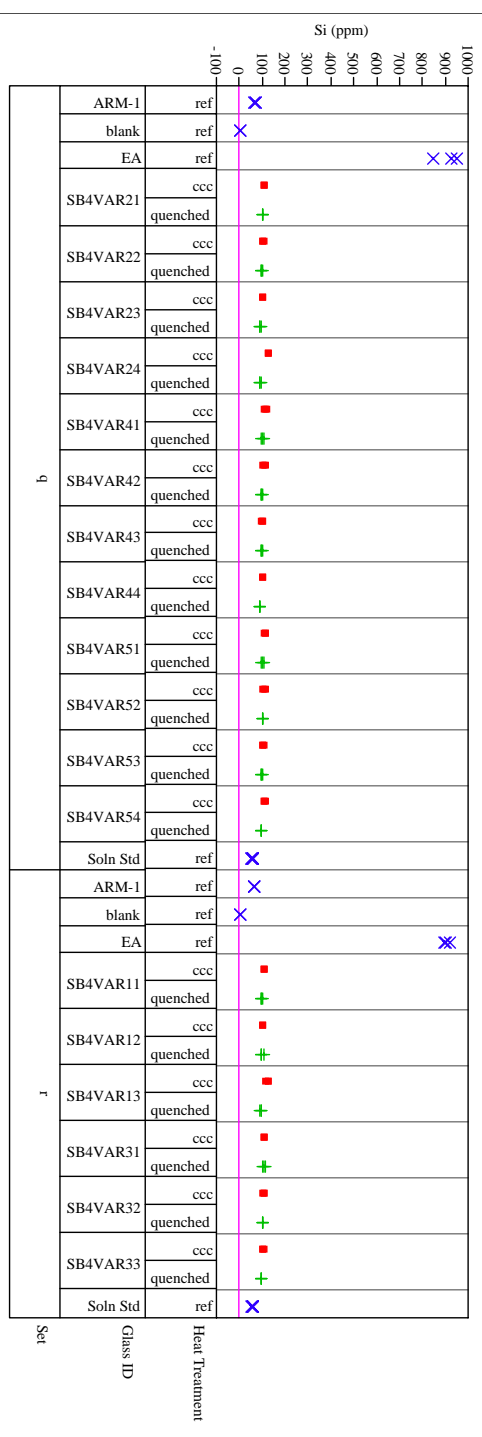 Si (ppm)
-100
0
100
200
300
400
500
600
700
800
900
1000
ARM-1 ref
blank ref
EA ref
SB4VAR21 ccc
quenched
SB4VAR22 ccc
quenched
SB4VAR23 ccc
quenched
SB4VAR24 ccc
quenched
SB4VAR41 ccc
quenched
SB4VAR42 ccc
quenched
SB4VAR43 ccc
quenched
SB4VAR44 ccc
quenched
SB4VAR51 ccc
quenched
SB4VAR52 ccc
quenched
SB4VAR53 ccc
quenched
SB4VAR54 ccc
quenched
Soln Std ref
q
ARM-1 ref
blank ref
EA ref
SB4VAR11 ccc
quenched
SB4VAR12 ccc
quenched
SB4VAR13 ccc
quenched
SB4VAR31 ccc
quenched
SB4VAR32 ccc
quenched
SB4VAR33 ccc
quenched
Soln Std ref
r
Set
Glass ID
Heat Treatment